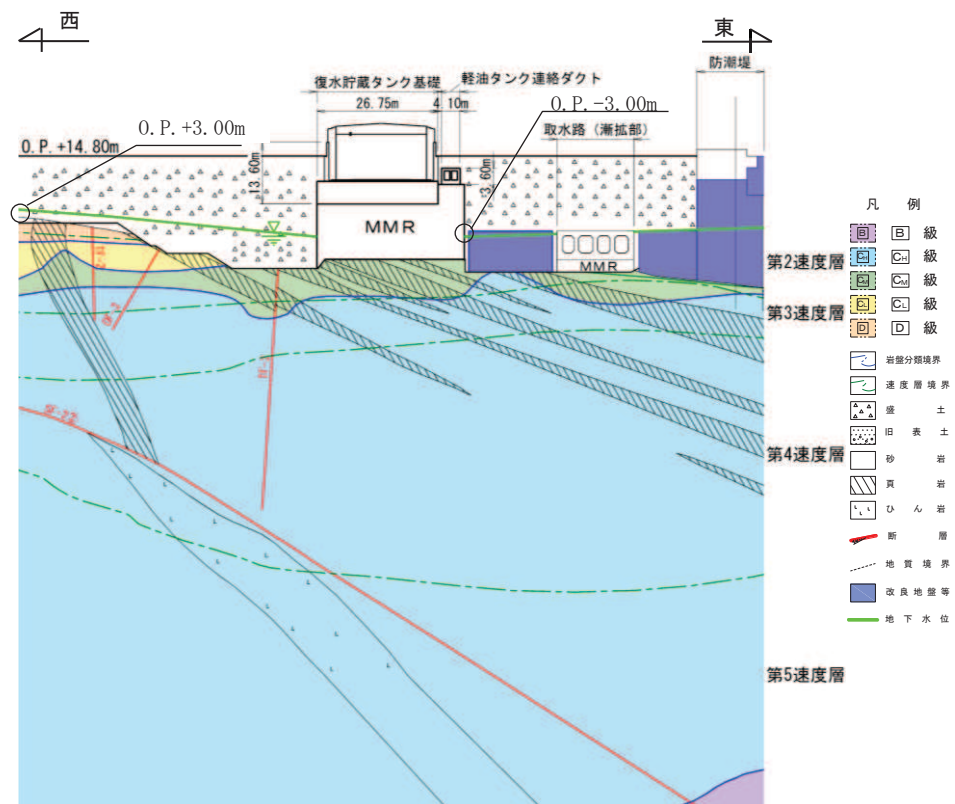 西
東
防潮堤
復水貯蔵タンク基礎
軽油タンク連絡ダクト
26.75m
4.10m
O.P.-3.00m
O.P.+3.00m
取水路（漸拡部）
O.P.+14.80m
13.60m
3.60m
MMR
MMR
凡 例
B B 級
CH CH 級
CM CM 級
CL CL 級
D D 級
岩盤分類境界
速度層境界
盛土
旧表土
砂岩
頁岩
ひん岩
断層
地質境界
改良地盤等
地下水位
第2速度層
第3速度層
第4速度層
第5速度層